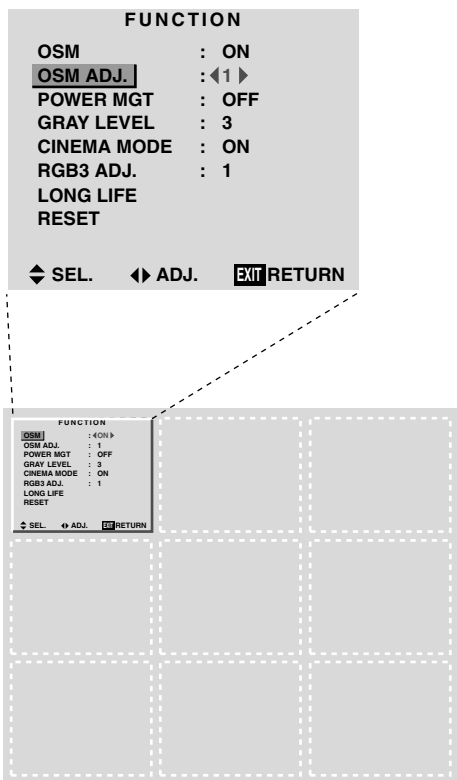 FUNCTION
OSM : ON
OSM ADJ. : 1
POWER MGT : OFF
GRAY LEVEL : 3
CINEMA MODE : ON
RGB3 ADJ. : 1
LONG LIFE
RESET
SEL. ADJ. EXIT RETURN
FUNCTION
OSM : ON
OSM ADJ. : 1
POWER MGT : OFF
GRAY LEVEL : 3
CINEMA MODE : ON
RGB3 ADJ. : 1
LONG LIFE
RESET
SEL. ADJ. EXIT RETURN